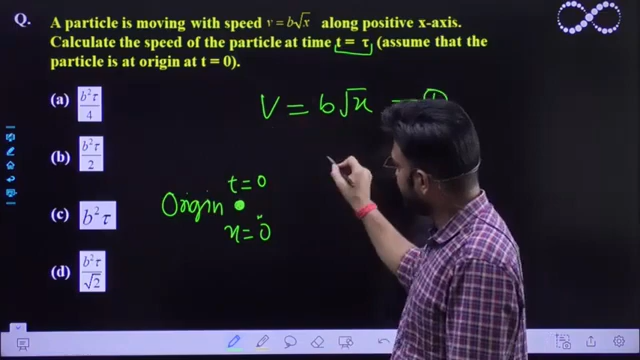 Q. A particle is moving with speed v = b√x along positive x-axis.
Calculate the speed of the particle at time t = τ (assume that the
particle is at origin at t = 0).
(a) b²τ/4
(b) b²τ/2
(c) b²τ
(d) b²τ/√2
V = b√x — ①
t = 0
Origin
x = 0